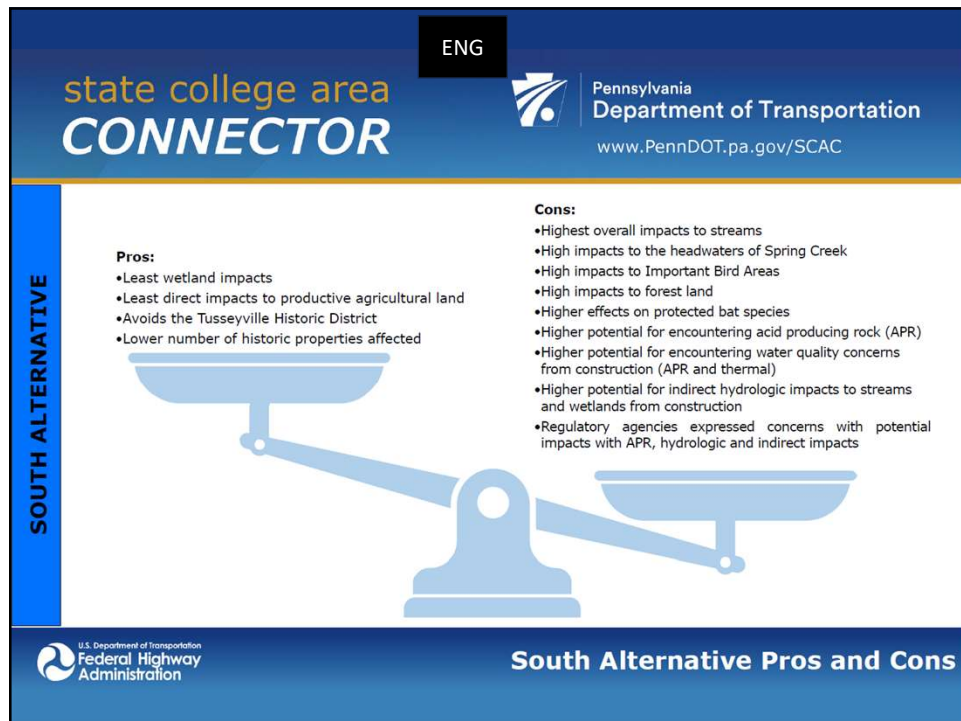 ENG
state college area
CONNECTOR
Pennsylvania
Department of Transportation
www.PennDOT.pa.gov/SCAC
SOUTH ALTERNATIVE
Pros:
•Least wetland impacts
•Least direct impacts to productive agricultural land
•Avoids the Tusseyville Historic District
•Lower number of historic properties affected
Cons:
•Highest overall impacts to streams
•High impacts to the headwaters of Spring Creek
•High impacts to Important Bird Areas
•High impacts to forest land
•Higher effects on protected bat species
•Higher potential for encountering acid producing rock (APR)
•Higher potential for encountering water quality concerns
from construction (APR and thermal)
•Higher potential for indirect hydrologic impacts to streams
and wetlands from construction
•Regulatory agencies expressed concerns with potential
impacts with APR, hydrologic and indirect impacts
U.S. Department of Transportation
Federal Highway
Administration
South Alternative Pros and Cons